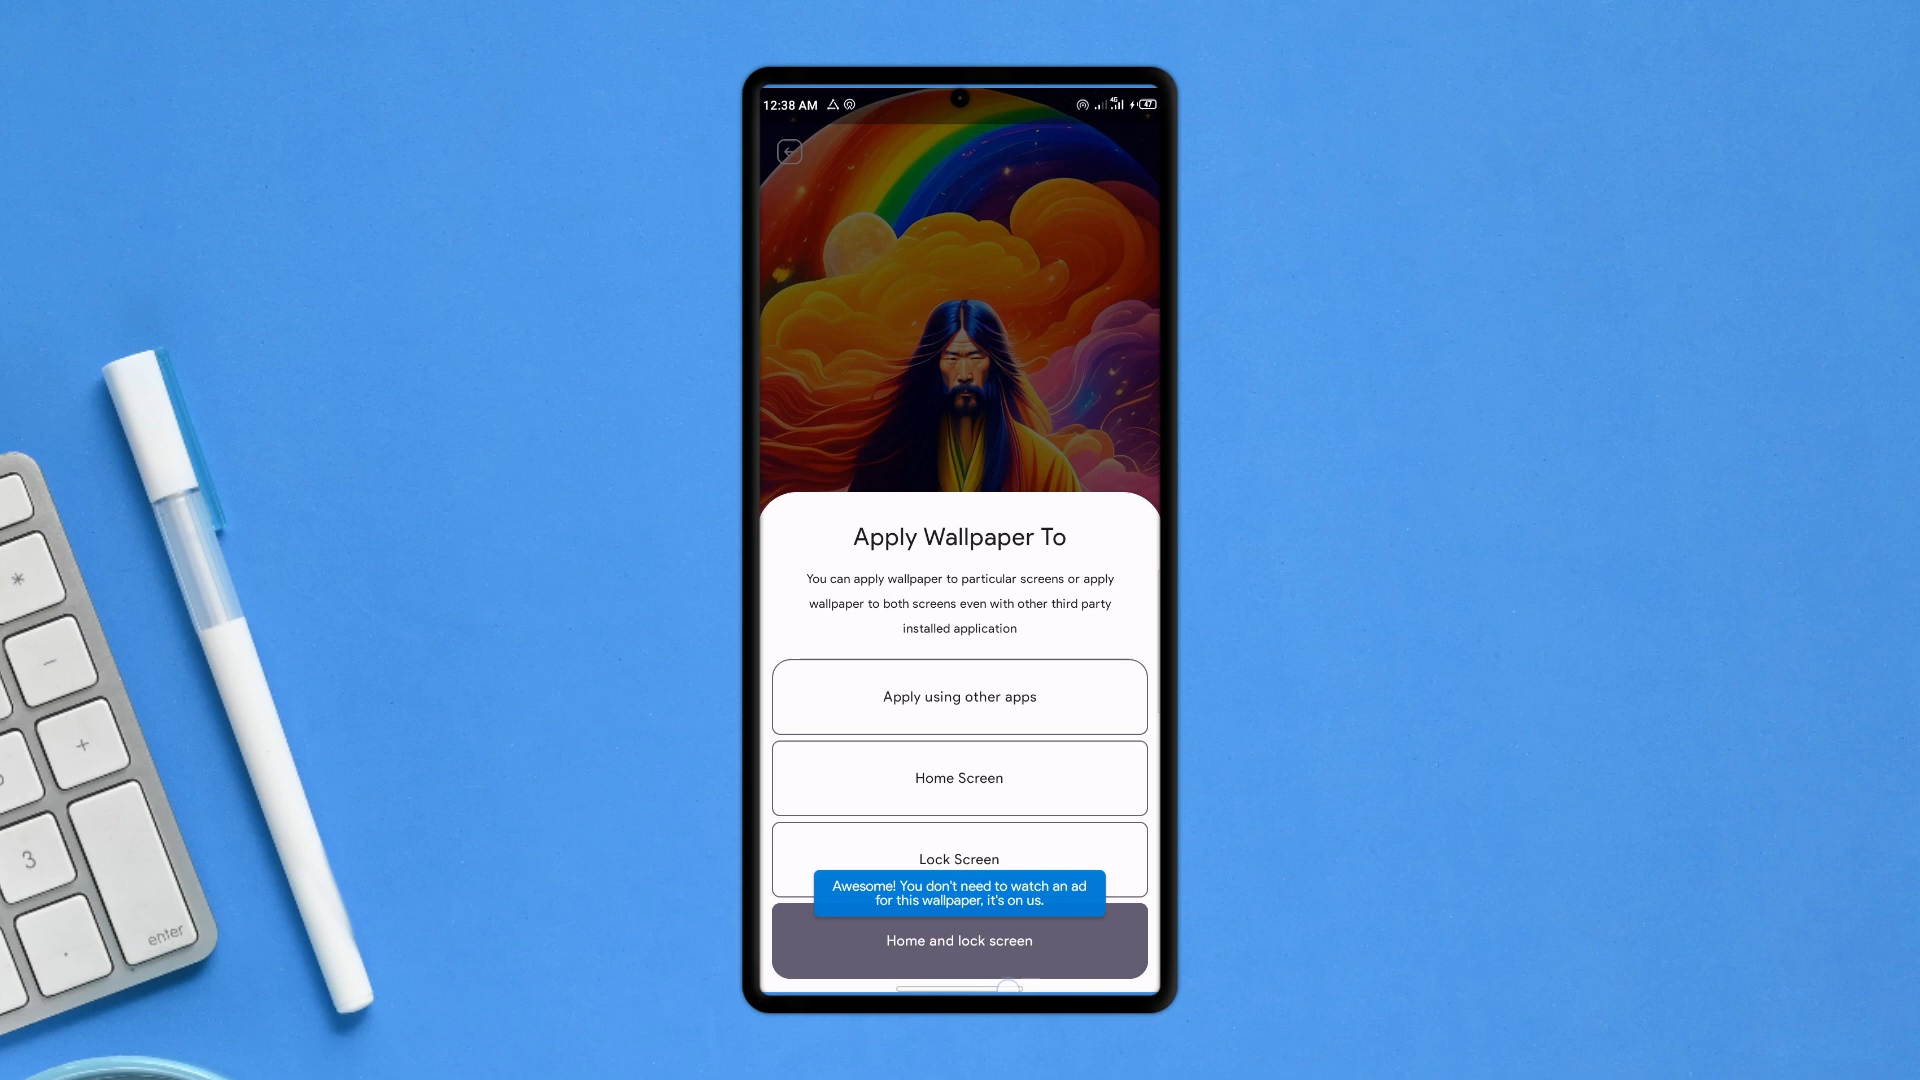 12:38 AM
4G
47
Apply Wallpaper To
You can apply wallpaper to particular screens or apply
wallpaper to both screens even with other third party
installed application
Apply using other apps
Home Screen
Lock Screen
Awesome! You don't need to watch an ad
for this wallpaper, it's on us.
Home and lock screen
*
−
+
3
.
enter